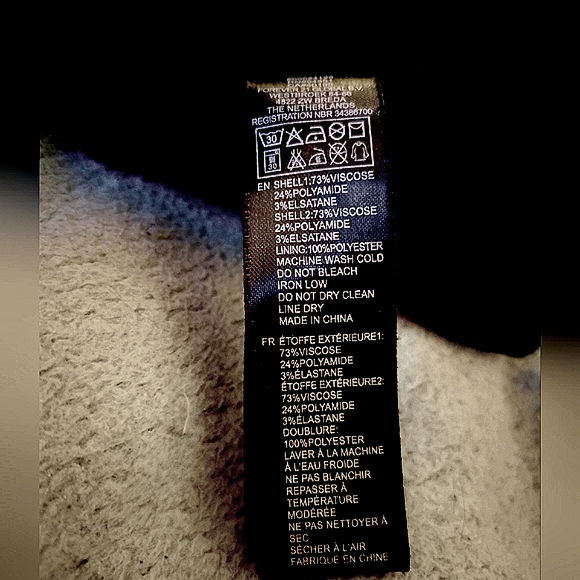 FOREVER 21 GLOBAL B.V.
WESTBROEK 64-66
4822 ZW BREDA
THE NETHERLANDS
REGISTRATION NBR 34386700
30
30
EN SHELL1:73%VISCOSE
24%POLYAMIDE
3%ELSATANE
SHELL2:73%VISCOSE
24%POLYAMIDE
3%ELSATANE
LINING:100%POLYESTER
MACHINE WASH COLD
DO NOT BLEACH
IRON LOW
DO NOT DRY CLEAN
LINE DRY
MADE IN CHINA
FR ÉTOFFE EXTÉRIEURE1:
73%VISCOSE
24%POLYAMIDE
3%ÉLASTANE
ÉTOFFE EXTÉRIEURE2:
73%VISCOSE
24%POLYAMIDE
3%ÉLASTANE
DOUBLURE:
100%POLYESTER
LAVER À LA MACHINE
À L'EAU FROIDE
NE PAS BLANCHIR
REPASSER À
TEMPÉRATURE
MODÉRÉE
NE PAS NETTOYER À
SEC
SÉCHER À L'AIR
FABRIQUÉ EN CHINE